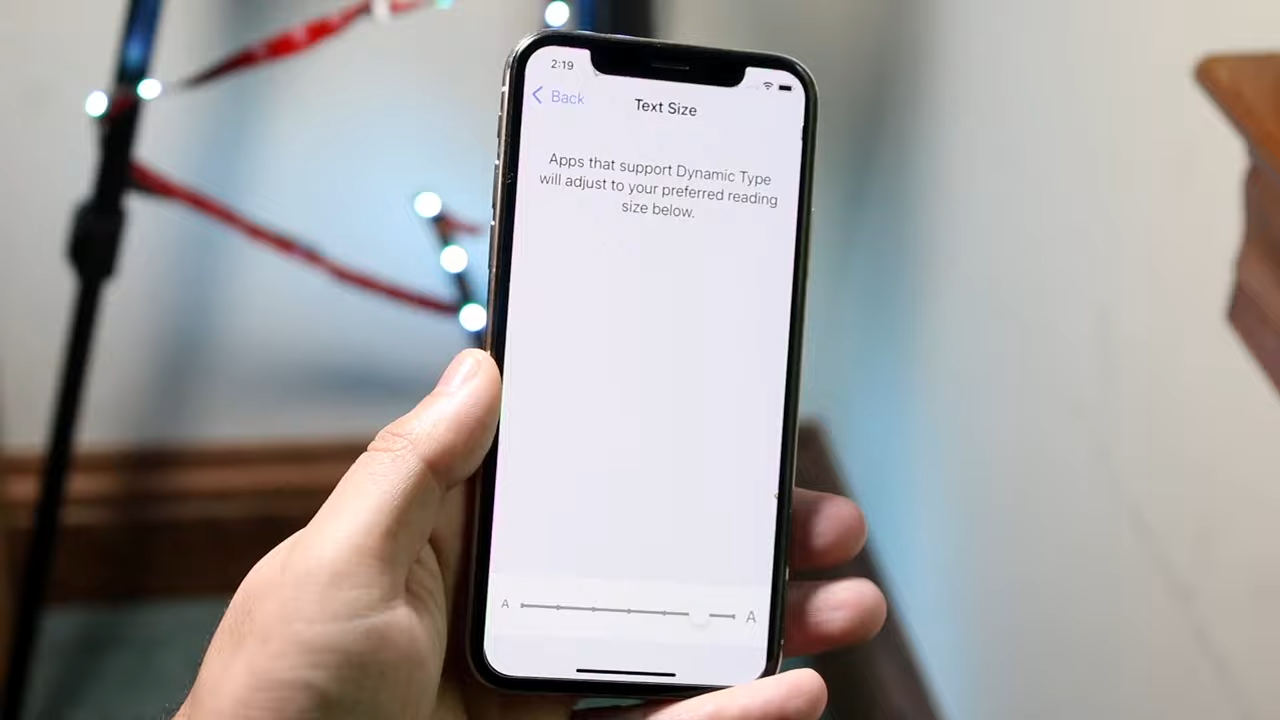 2:19
Back
Text Size
Apps that support Dynamic Type
will adjust to your preferred reading
size below.
A A